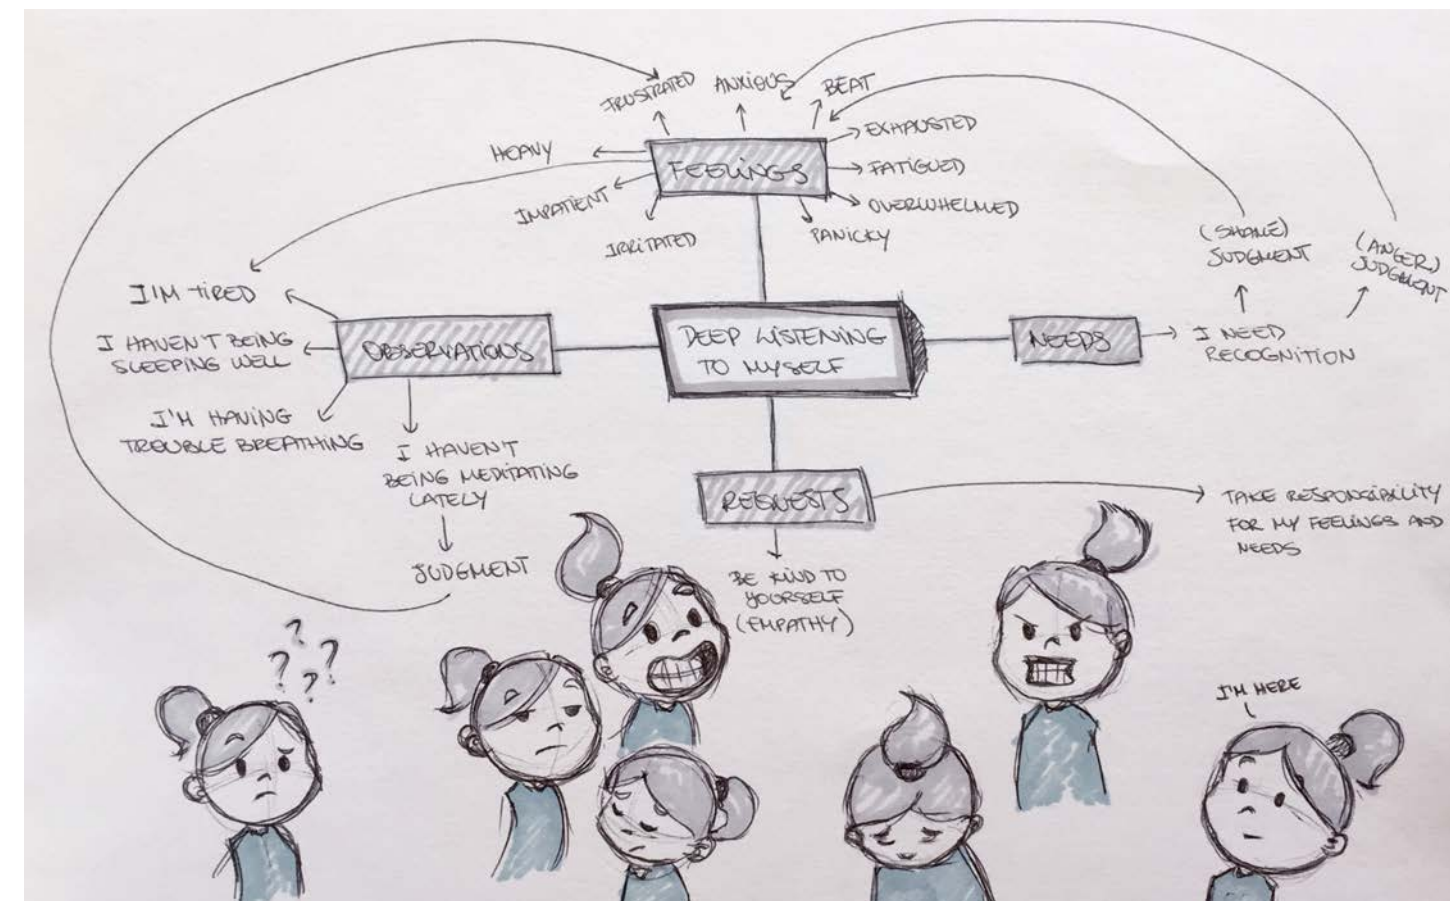 FRUSTRATED
ANXIOUS
BEAT
HEAVY
EXHAUSTED
FEELINGS
FATIGUED
IMPATIENT
OVERWHELMED
IRRITATED
PANICKY
(SHAME)
JUDGMENT
(ANGER)
JUDGMENT
I'M TIRED
I HAVEN'T BEING
SLEEPING WELL
OBSERVATIONS
DEEP LISTENING
TO MYSELF
NEEDS
I NEED
RECOGNITION
I'M HAVING
TROUBLE BREATHING
I HAVEN'T
BEING MEDITATING
LATELY
JUDGMENT
REQUESTS
TAKE RESPONSIBILITY
FOR MY FEELINGS AND
NEEDS
BE KIND TO
YOURSELF
(EMPATHY)
? ? ? ?
I'M HERE